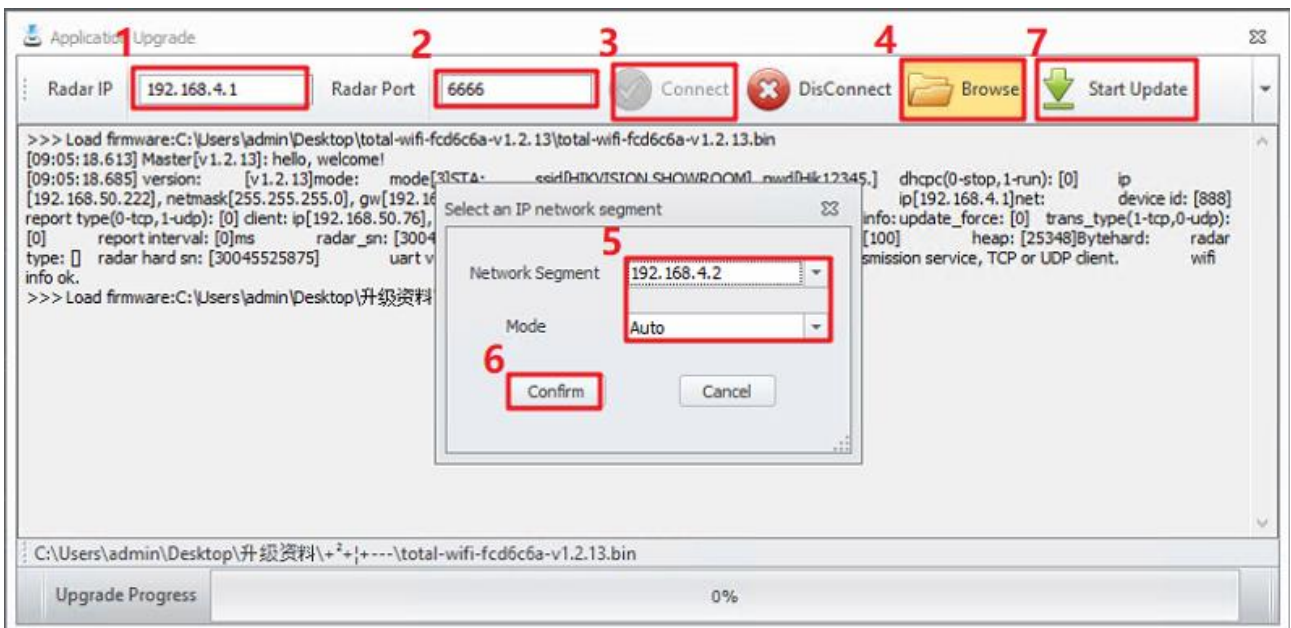 Application Upgrade
1 2 3 4 7
Radar IP 192.168.4.1 Radar Port 6666 Connect DisConnect Browse Start Update
>>> Load firmware:C:\Users\admin\Desktop\total-wifi-fcd6c6a-v1.2.13\total-wifi-fcd6c6a-v1.2.13.bin
[09:05:18.613] Master[v1.2.13]: hello, welcome!
[09:05:18.685] version: [v1.2.13]mode: mode[3]STA: ssid[HIKVISION SHOWROOM], pwd[Hik12345.] dhcpc(0-stop,1-run): [0] ip
[192.168.50.222], netmask[255.255.255.0], gw[192.16 ip[192.168.4.1]net: device id: [888]
report type(0-tcp,1-udp): [0] client: ip[192.168.50.76], info: update_force: [0] trans_type(1-tcp,0-udp):
[0] report interval: [0]ms radar_sn: [3004 [100] heap: [25348]Bytehard: radar
type: [] radar hard sn: [30045525875] uart v smission service, TCP or UDP client. wifi
info ok.
>>> Load firmware:C:\Users\admin\Desktop\升级资料
Select an IP network segment
5
Network Segment 192.168.4.2
Mode Auto
6
Confirm Cancel
C:\Users\admin\Desktop\升级资料\+²+¦+---\total-wifi-fcd6c6a-v1.2.13.bin
Upgrade Progress 0%